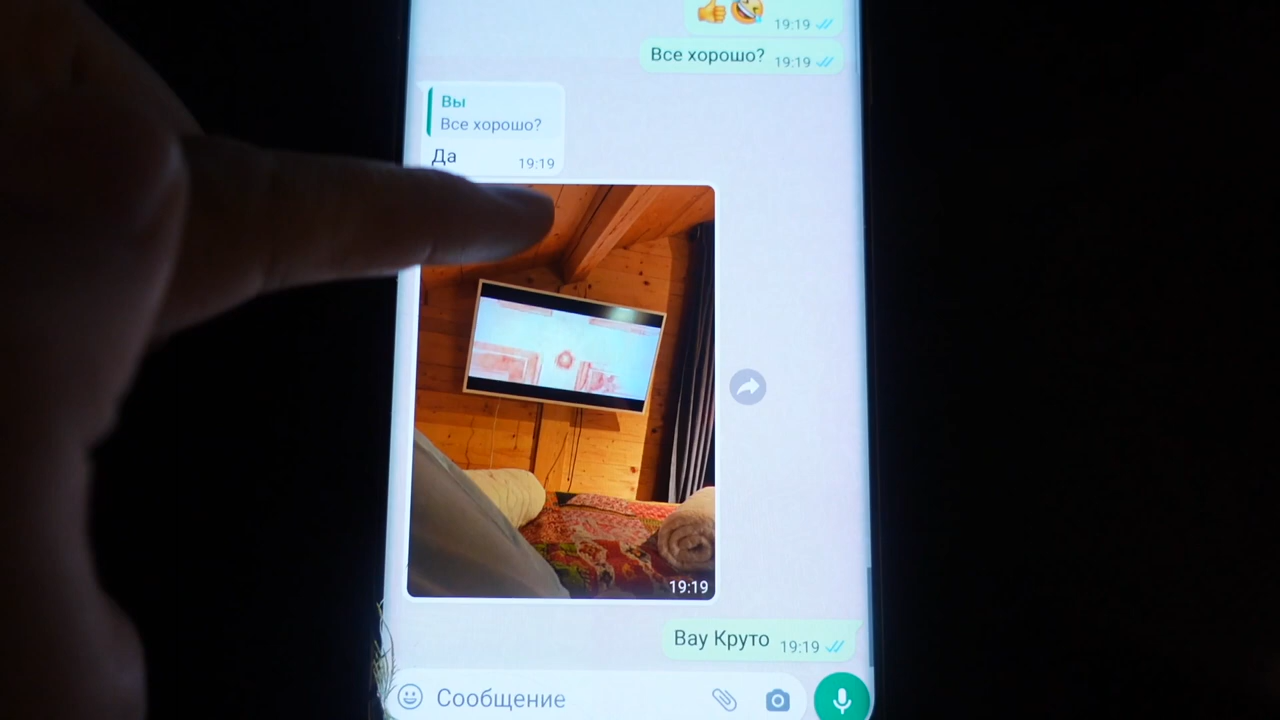 19:19
Все хорошо? 19:19
Вы
Все хорошо?
Да 19:19
19:19
Вау Круто 19:19
Сообщение